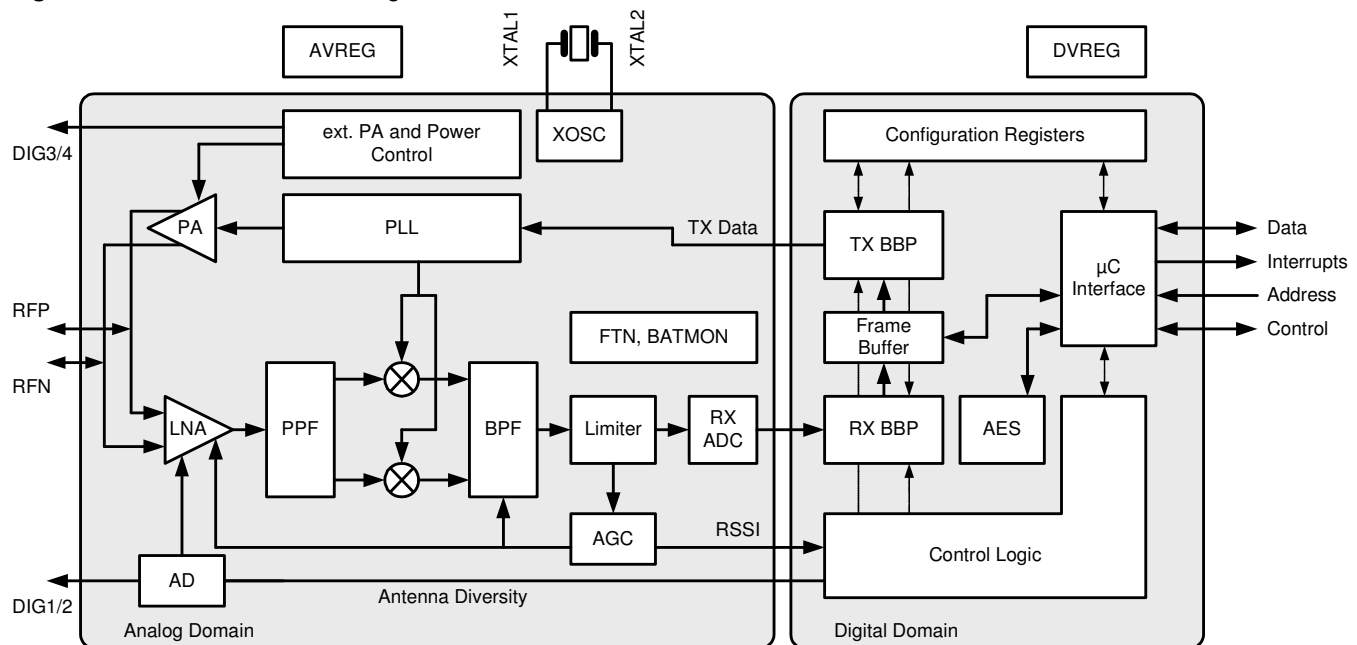 AVREG
XTAL1
XTAL2
DVREG
ext. PA and Power
Control
XOSC
Configuration Registers
DIG3/4
PA
PLL
TX Data
TX BBP
µC
Interface
Data
Interrupts
Address
Control
RFP
RFN
FTN, BATMON
Frame
Buffer
LNA
PPF
BPF
Limiter
RX
ADC
RX BBP
AES
AGC
RSSI
Control Logic
AD
DIG1/2
Antenna Diversity
Analog Domain
Digital Domain